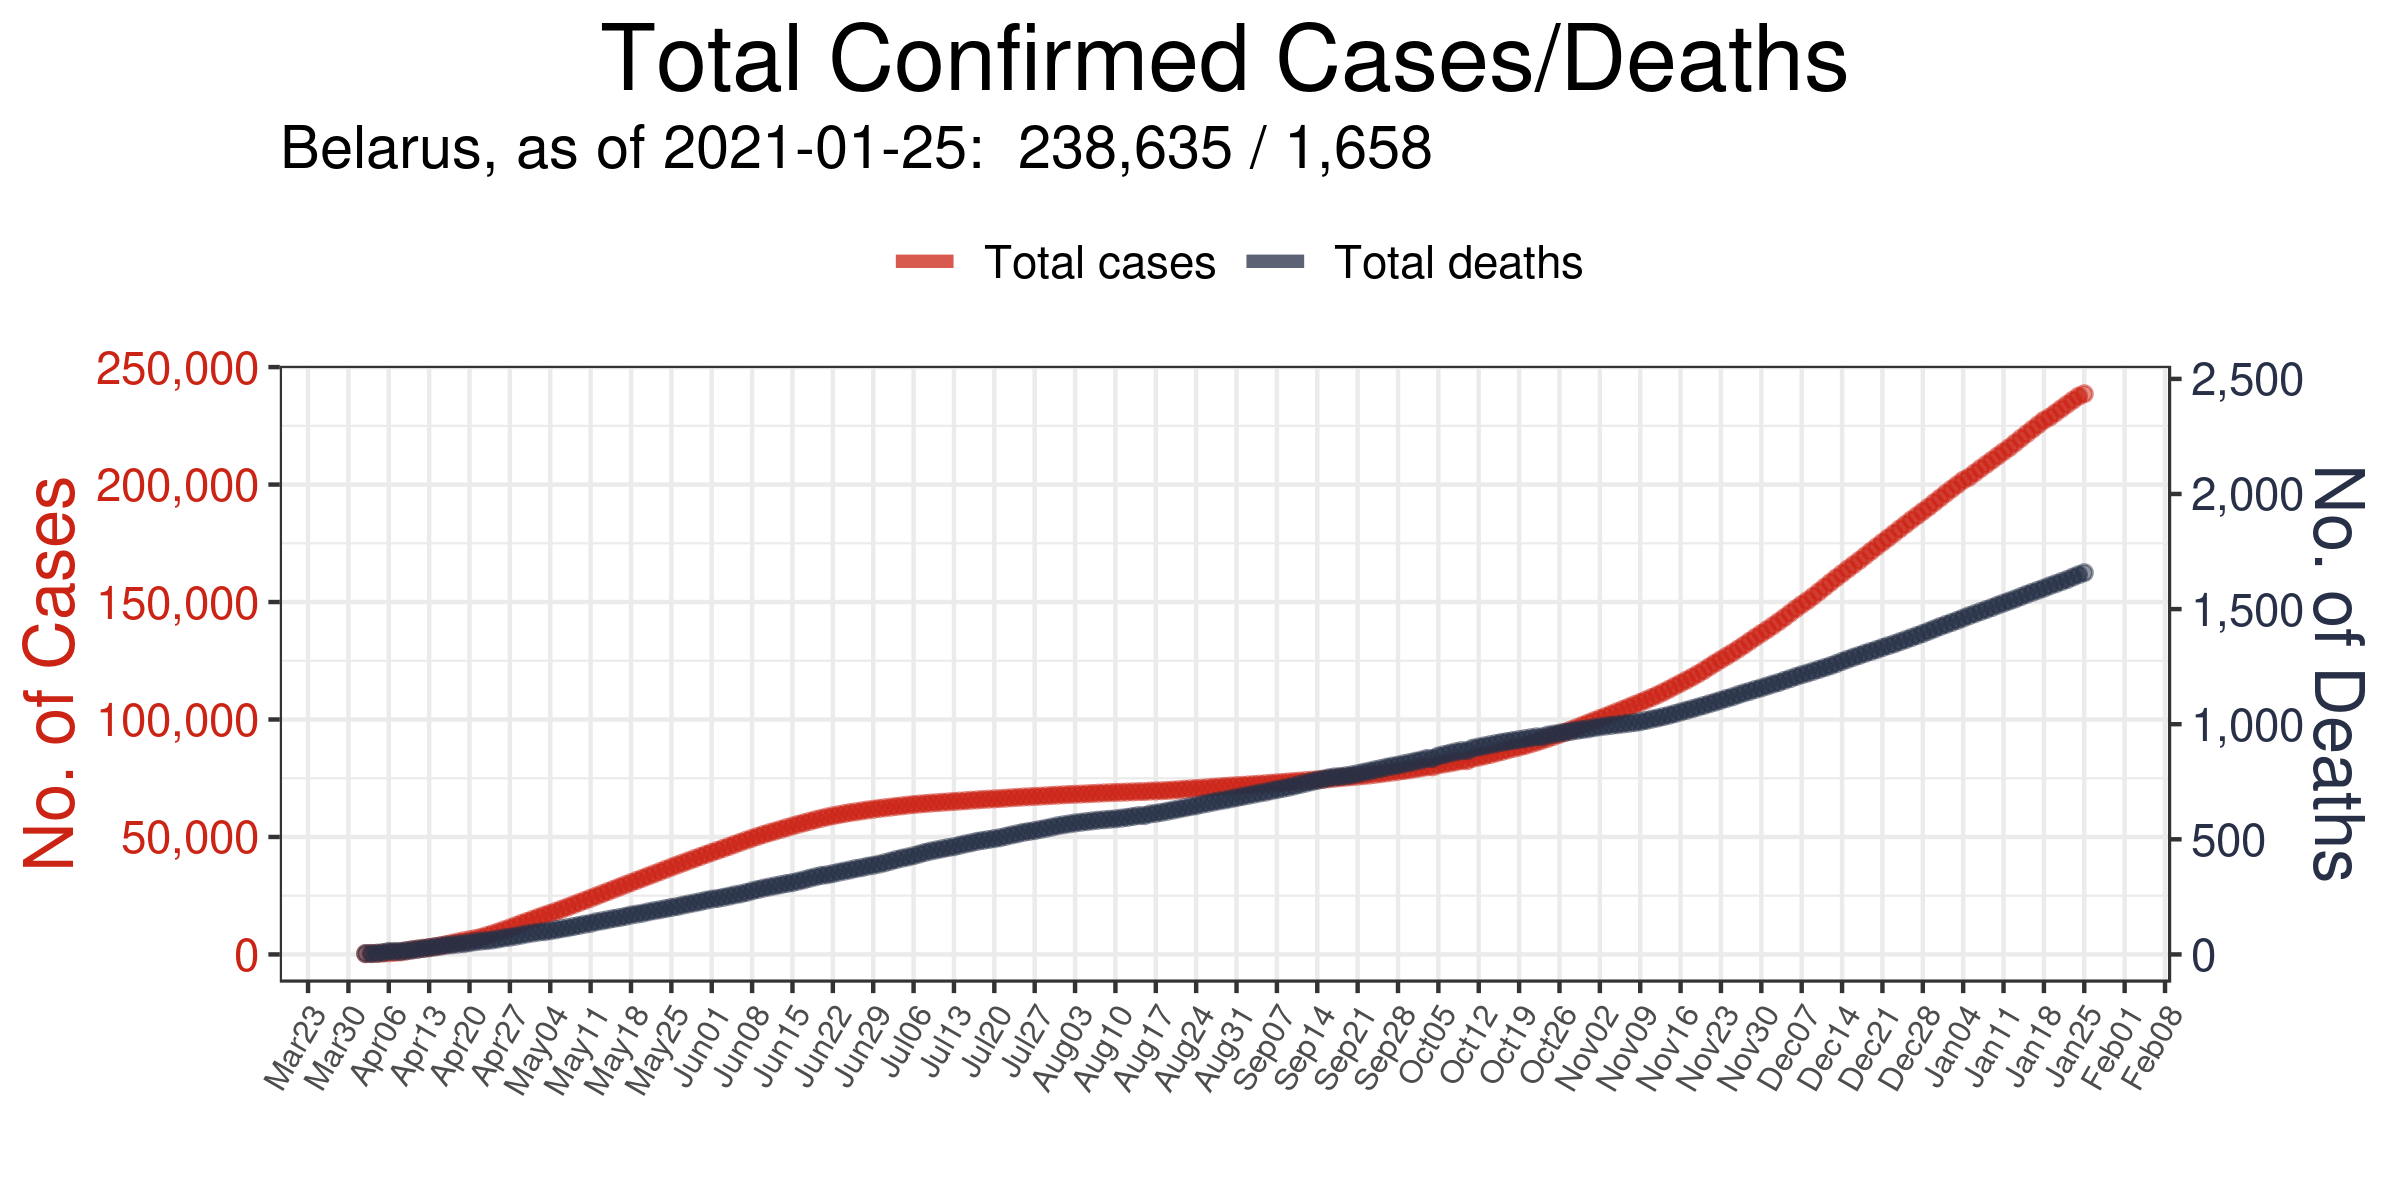 Total Confirmed Cases/Deaths
Belarus, as of 2021-01-25:  238,635 / 1,658
Total cases
Total deaths
No. of Cases
250,000
200,000
150,000
100,000
50,000
0
2,500
2,000
1,500
1,000
500
0
No. of Deaths
Mar23
Mar30
Apr06
Apr13
Apr20
Apr27
May04
May11
May18
May25
Jun01
Jun08
Jun15
Jun22
Jun29
Jul06
Jul13
Jul20
Jul27
Aug03
Aug10
Aug17
Aug24
Aug31
Sep07
Sep14
Sep21
Sep28
Oct05
Oct12
Oct19
Oct26
Nov02
Nov09
Nov16
Nov23
Nov30
Dec07
Dec14
Dec21
Dec28
Jan04
Jan11
Jan18
Jan25
Feb01
Feb08